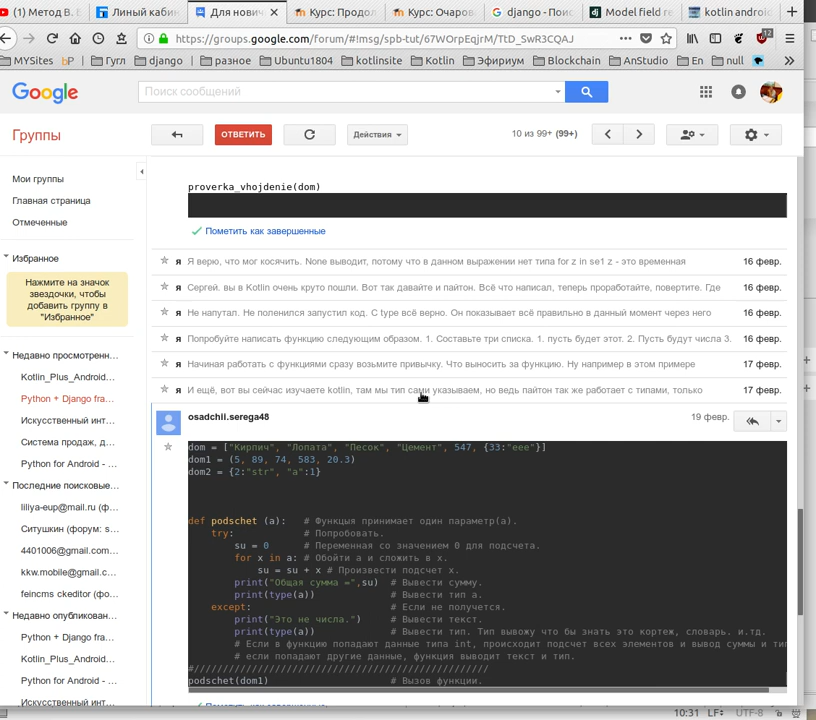 (1) Метод В. Б
Линый кабин
Для нович
Курс: Продол
Курс: Очаров
django - Поис
Model field re
kotlin android
https://groups.google.com/forum/#!msg/spb-tut/67WOrpEqjrM/TtD_SwR3CQAJ
12
MYSites
bP
Гугл
django
разное
Ubuntu1804
kotlinsite
Kotlin
Эфириум
Blockchain
AnStudio
En
null
Google
Поиск сообщений
Группы
ОТВЕТИТЬ
Действия
10 из 99+ (99+)
Мои группы
Главная страница
Отмеченные
Избранное
Нажмите на значок
звездочки, чтобы
добавить группу в
"Избранное"
Недавно просмотренн…
Kotlin_Plus_Android…
Python + Django fra…
Искусственный инт…
Система продаж, д…
Python for Android - …
Последние поисковые…
liliya-eup@mail.ru (ф…
Ситушкин (форум: s…
4401006@gmail.com…
kkw.mobile@gmail.c…
feincms ckeditor (фо…
Недавно опубликован…
Python + Django fra…
Kotlin_Plus_Android…
Python for Android - …
Искусственный инт…
proverka_vhojdenie(dom)
Пометить как завершенные
я Я верю, что мог косячить. None выводит, потому что в данном выражении нет типа for z in se1 z - это временная 16 февр.
я Сергей. вы в Kotlin очень круто пошли. Вот так давайте и пайтон. Всё что написал, теперь проработайте, повертите. Где 16 февр.
я Не напутал. Не поленился запустил код. С type всё верно. Он показывает всё правильно в данный момент через него 16 февр.
я Попробуйте написать функцию следующим образом. 1. Составьте три списка. 1. пусть будет этот. 2. Пусть будут числа 3. 16 февр.
я Начиная работать с функциями сразу возьмите привычку. Что выносить за функцию. Ну например в этом примере 17 февр.
я И ещё, вот вы сейчас изучаете kotlin, там мы тип сами указываем, но ведь пайтон так же работает с типами, только 17 февр.
osadchii.serega48
19 февр.
dom = ["Кирпич", "Лопата", "Песок", "Цемент", 547, {33:"eee"}]
dom1 = (5, 89, 74, 583, 20.3)
dom2 = {2:"str", "a":1}
def podschet (a): # Функцыя принимает один параметр(a).
try: # Попробовать.
su = 0 # Переменная со значением 0 для подсчета.
for x in a: # Обойти a и сложить в x.
su = su + x # Произвести подсчет x.
print("Общая сумма =",su) # Вывести сумму.
print(type(a)) # Вывести тип a.
except: # Если не получется.
print("Это не числа.") # Вывести текст.
print(type(a)) # Вывести тип. Тип вывожу что бы знать это кортеж, словарь. и.тд.
# Если в функцию попадают данные типа int, происходит подсчет всех элементов и вывод суммы и тип
# если попадают другие данные, функция выводит текст и тип.
#////////////////////////////////////////////////
podschet(dom1) # Вызов функции.
10:31 LF UTF-8